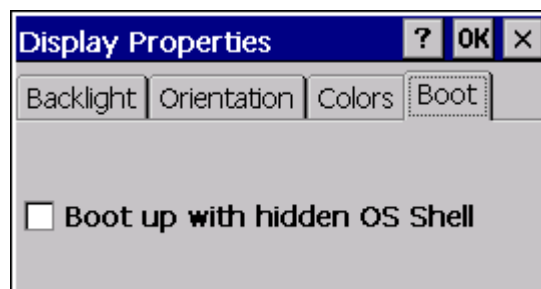 Display Properties ? OK ×
Backlight Orientation Colors Boot
Boot up with hidden OS Shell